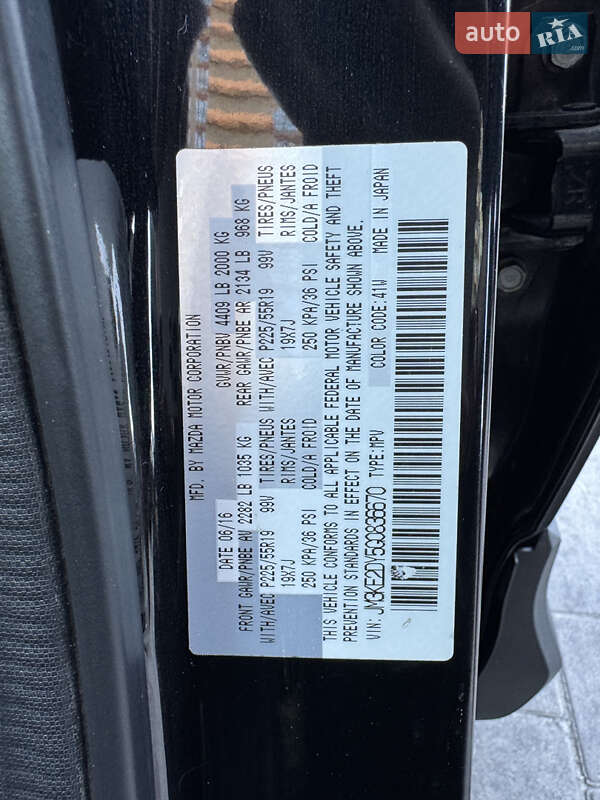 auto RIA.com
MFD. BY MAZDA MOTOR CORPORATION
DATE 06/16 GVWR/PNBV 4409 LB 2000 KG
FRONT GAWR/PNBE AV 2282 LB 1035 KG REAR GAWR/PNBE AR 2134 LB 968 KG
WITH/AVEC P225/55R19 99V TIRES/PNEUS WITH/AVEC P225/55R19 99V TIRES/PNEUS
19X7J RIMS/JANTES 19X7J RIMS/JANTES
250 KPA/36 PSI COLD/A FROID 250 KPA/36 PSI COLD/A FROID
THIS VEHICLE CONFORMS TO ALL APPLICABLE FEDERAL MOTOR VEHICLE SAFETY AND THEFT
PREVENTION STANDARDS IN EFFECT ON THE DATE OF MANUFACTURE SHOWN ABOVE.
VIN: JM3KE2DY5G0836670 TYPE:MPV COLOR CODE:41W MADE IN JAPAN